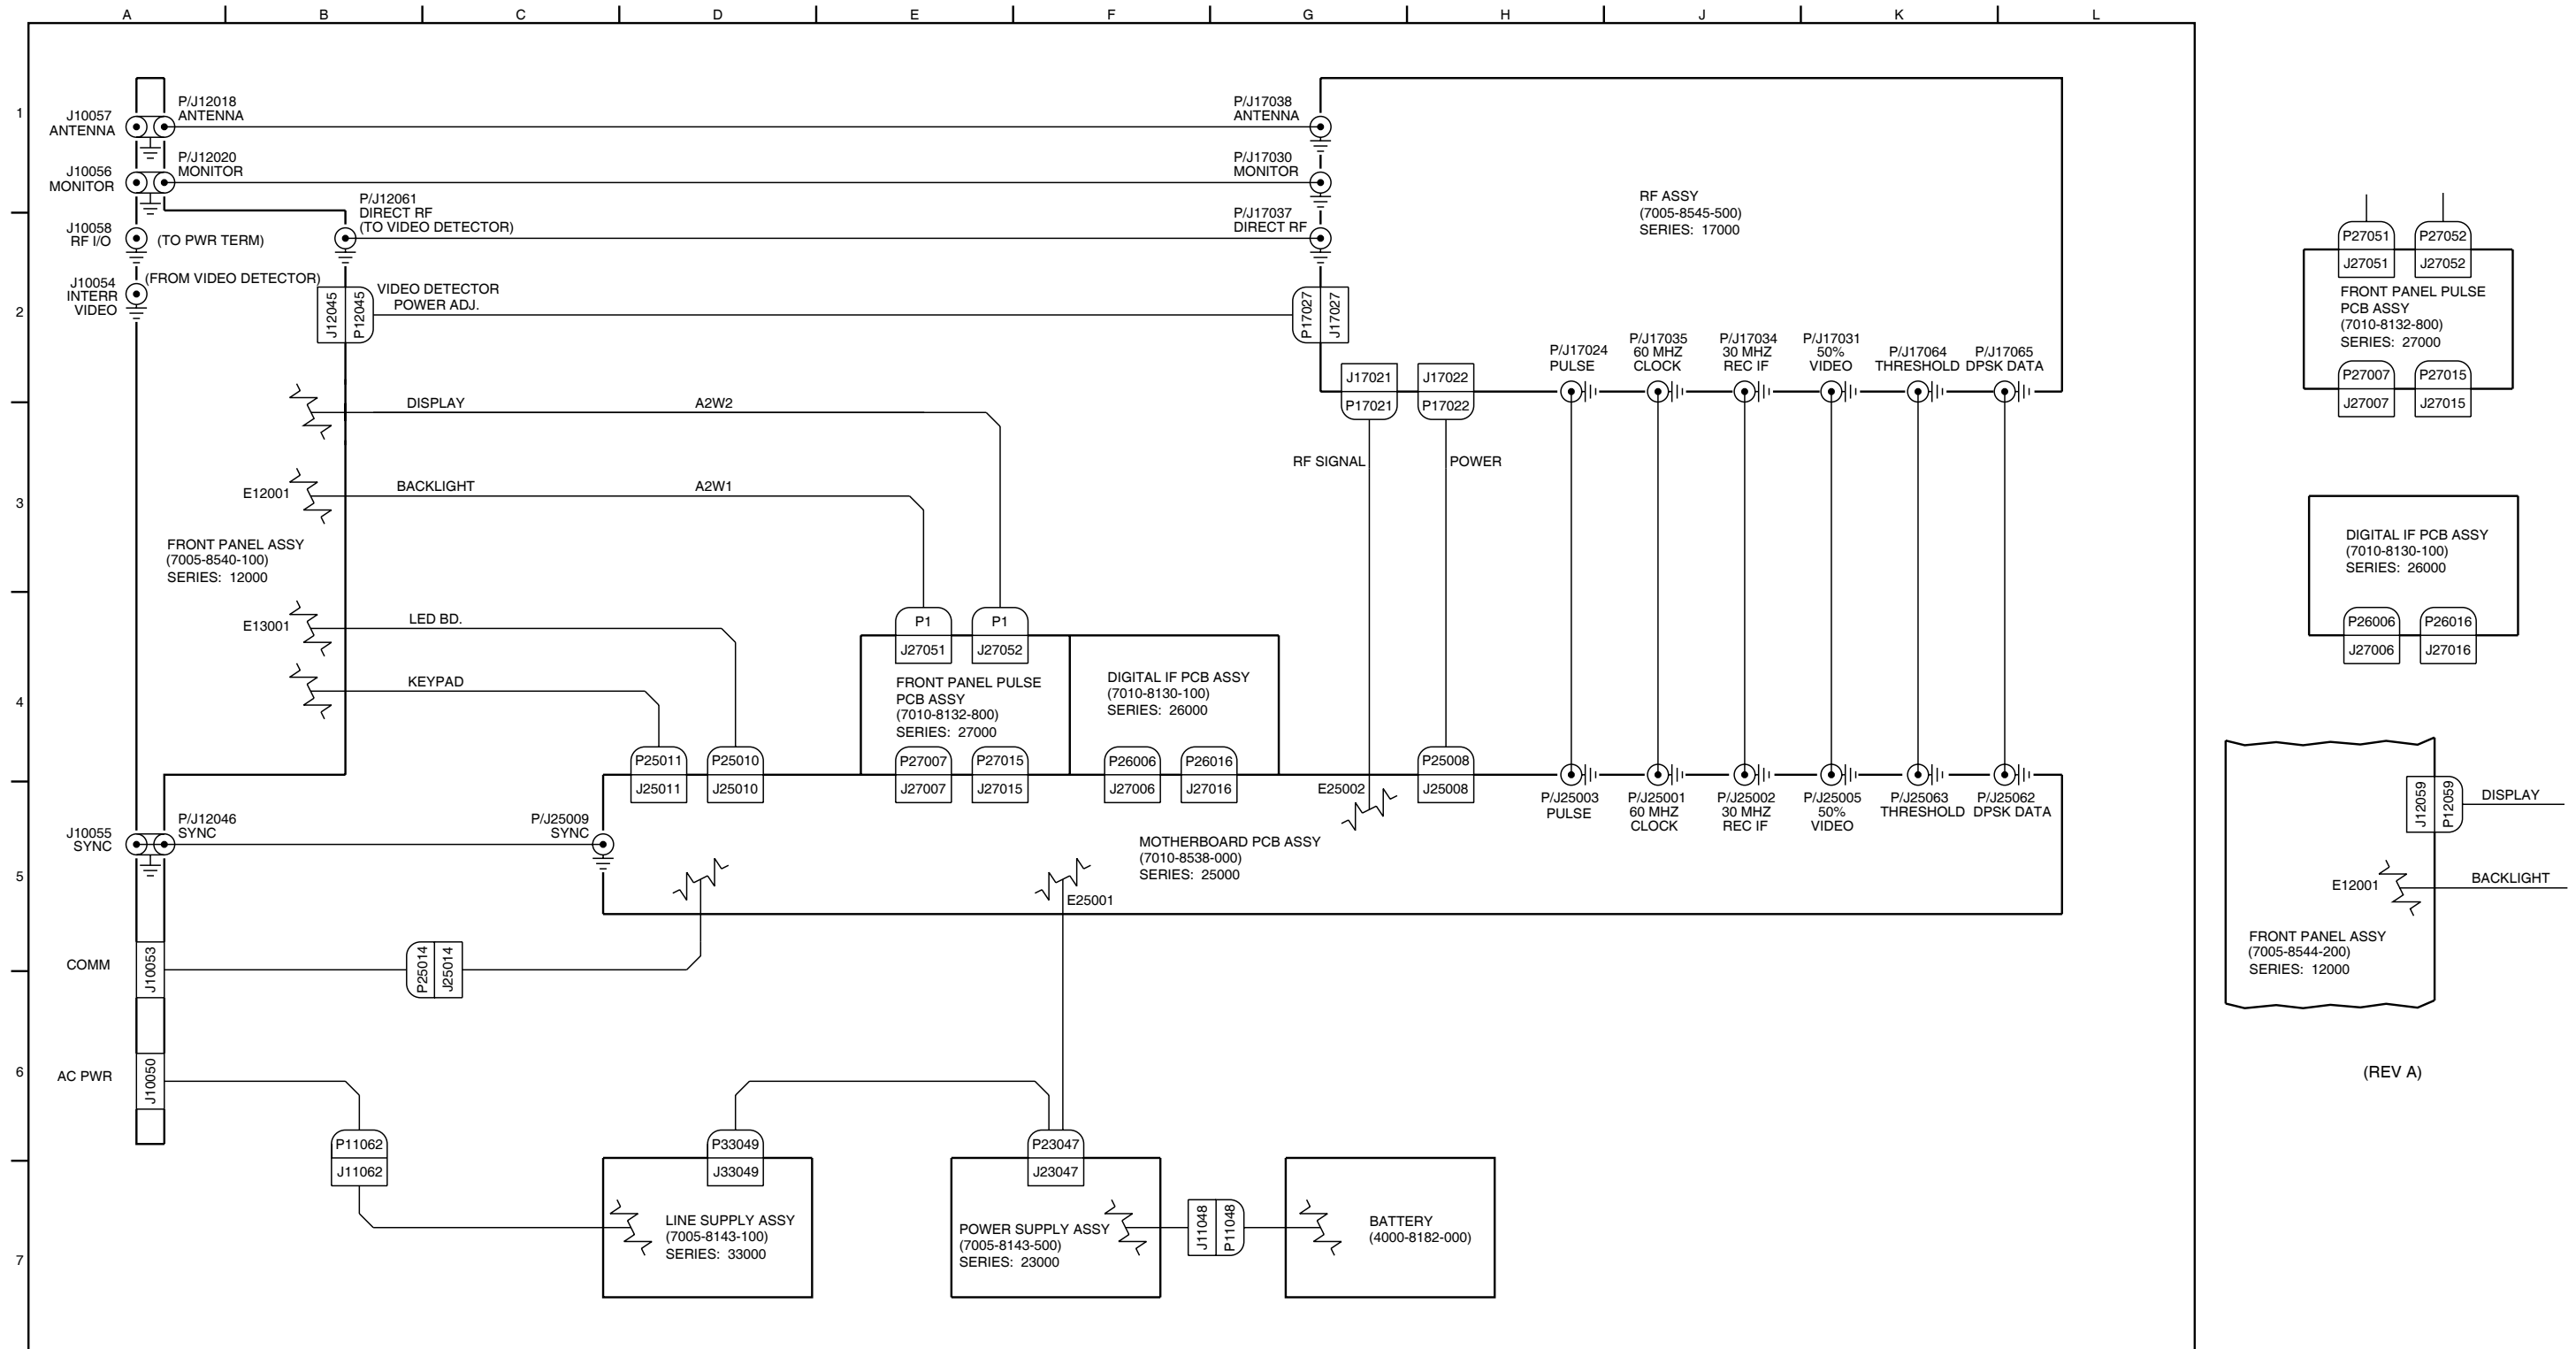 A B C D E F G H J K L
1
J10057
ANTENNA
P/J12018
ANTENNA
P/J17038
ANTENNA
J10056
MONITOR
P/J12020
MONITOR
P/J17030
MONITOR
J10058
RF I/O
(TO PWR TERM)
P/J12061
DIRECT RF
(TO VIDEO DETECTOR)
P/J17037
DIRECT RF
RF ASSY
(7005-8545-500)
SERIES: 17000
2
J10054
INTERR
VIDEO
(FROM VIDEO DETECTOR)
J12045
P12045
VIDEO DETECTOR
POWER ADJ.
P17027
J17027
J17021
P17021
J17022
P17022
P/J17024
PULSE
P/J17035
60 MHZ
CLOCK
P/J17034
30 MHZ
REC IF
P/J17031
50%
VIDEO
P/J17064
THRESHOLD
P/J17065
DPSK DATA
DISPLAY
A2W2
3
E12001
BACKLIGHT
A2W1
RF SIGNAL
POWER
FRONT PANEL ASSY
(7005-8540-100)
SERIES: 12000
4
E13001
LED BD.
KEYPAD
P1
J27051
P1
J27052
FRONT PANEL PULSE
PCB ASSY
(7010-8132-800)
SERIES: 27000
DIGITAL IF PCB ASSY
(7010-8130-100)
SERIES: 26000
P25011
J25011
P25010
J25010
P27007
J27007
P27015
J27015
P26006
J27006
P26016
J27016
E25002
P25008
J25008
P/J25003
PULSE
P/J25001
60 MHZ
CLOCK
P/J25002
30 MHZ
REC IF
P/J25005
50%
VIDEO
P/J25063
THRESHOLD
P/J25062
DPSK DATA
5
J10055
SYNC
P/J12046
SYNC
P/J25009
SYNC
MOTHERBOARD PCB ASSY
(7010-8538-000)
SERIES: 25000
E25001
COMM
J10053
P25014
J25014
6
AC PWR
J10050
P11062
J11062
P33049
J33049
P23047
J23047
7
LINE SUPPLY ASSY
(7005-8143-100)
SERIES: 33000
POWER SUPPLY ASSY
(7005-8143-500)
SERIES: 23000
J11048
P11048
BATTERY
(4000-8182-000)
P27051
J27051
P27052
J27052
FRONT PANEL PULSE
PCB ASSY
(7010-8132-800)
SERIES: 27000
P27007
J27007
P27015
J27015
DIGITAL IF PCB ASSY
(7010-8130-100)
SERIES: 26000
P26006
J27006
P26016
J27016
J12059
P12059
DISPLAY
E12001
BACKLIGHT
FRONT PANEL ASSY
(7005-8544-200)
SERIES: 12000
(REV A)